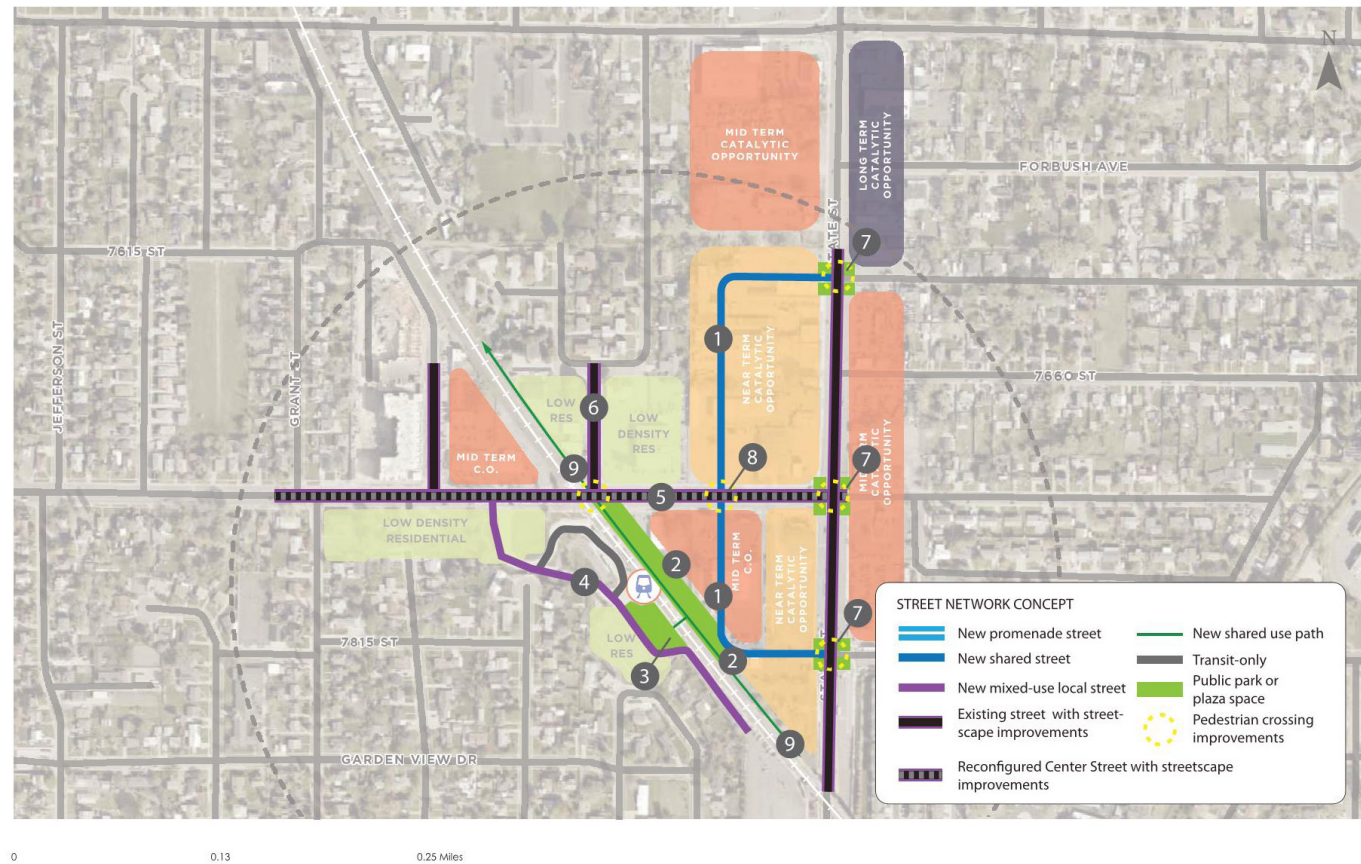 N
MID TERM
CATALYTIC
OPPORTUNITY
LONG TERM
CATALYTIC
OPPORTUNITY
FORBUSH AVE
TATE ST
7615 ST
7
JEFFERSON ST
GRANT ST
1
NEAR TERM
CATALYTIC
OPPORTUNITY
7660 ST
LOW
RES
6
LOW
DENSITY
RES
MID TERM
C.O.
9
8
7
MID
CATALYTIC
OPPORTUNITY
5
LOW DENSITY
RESIDENTIAL
2
MID TERM
C.O.
NEAR TERM
CATALYTIC
OPPORTUNITY
4
1
7
7815 ST
LOW
RES
3
2
9
GARDEN VIEW DR
STREET NETWORK CONCEPT
New promenade street
New shared street
New mixed-use local street
Existing street with street-
scape improvements
Reconfigured Center Street with streetscape
improvements
New shared use path
Transit-only
Public park or
plaza space
Pedestrian crossing
improvements
0 0.13 0.25 Miles